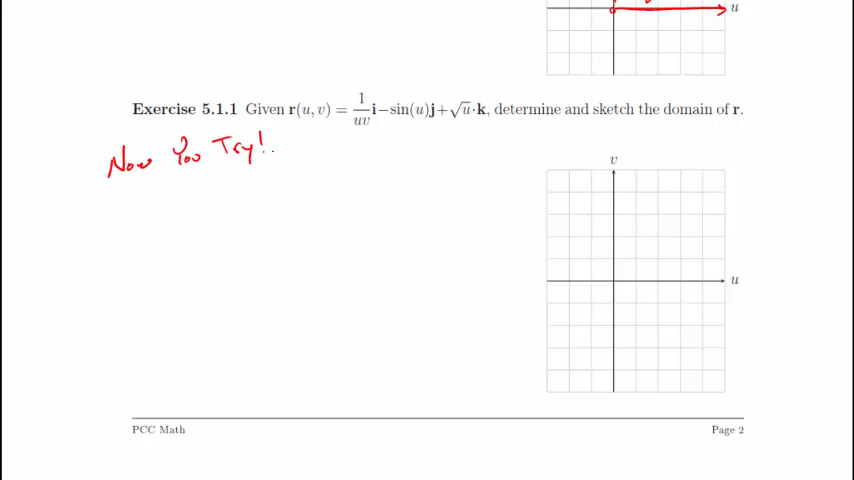 u
Exercise 5.1.1 Given r(u, v) = \frac{1}{uv}i−sin(u)j+√u·k, determine and sketch the domain of r.
Now You Try!
v
u
PCC Math
Page 2